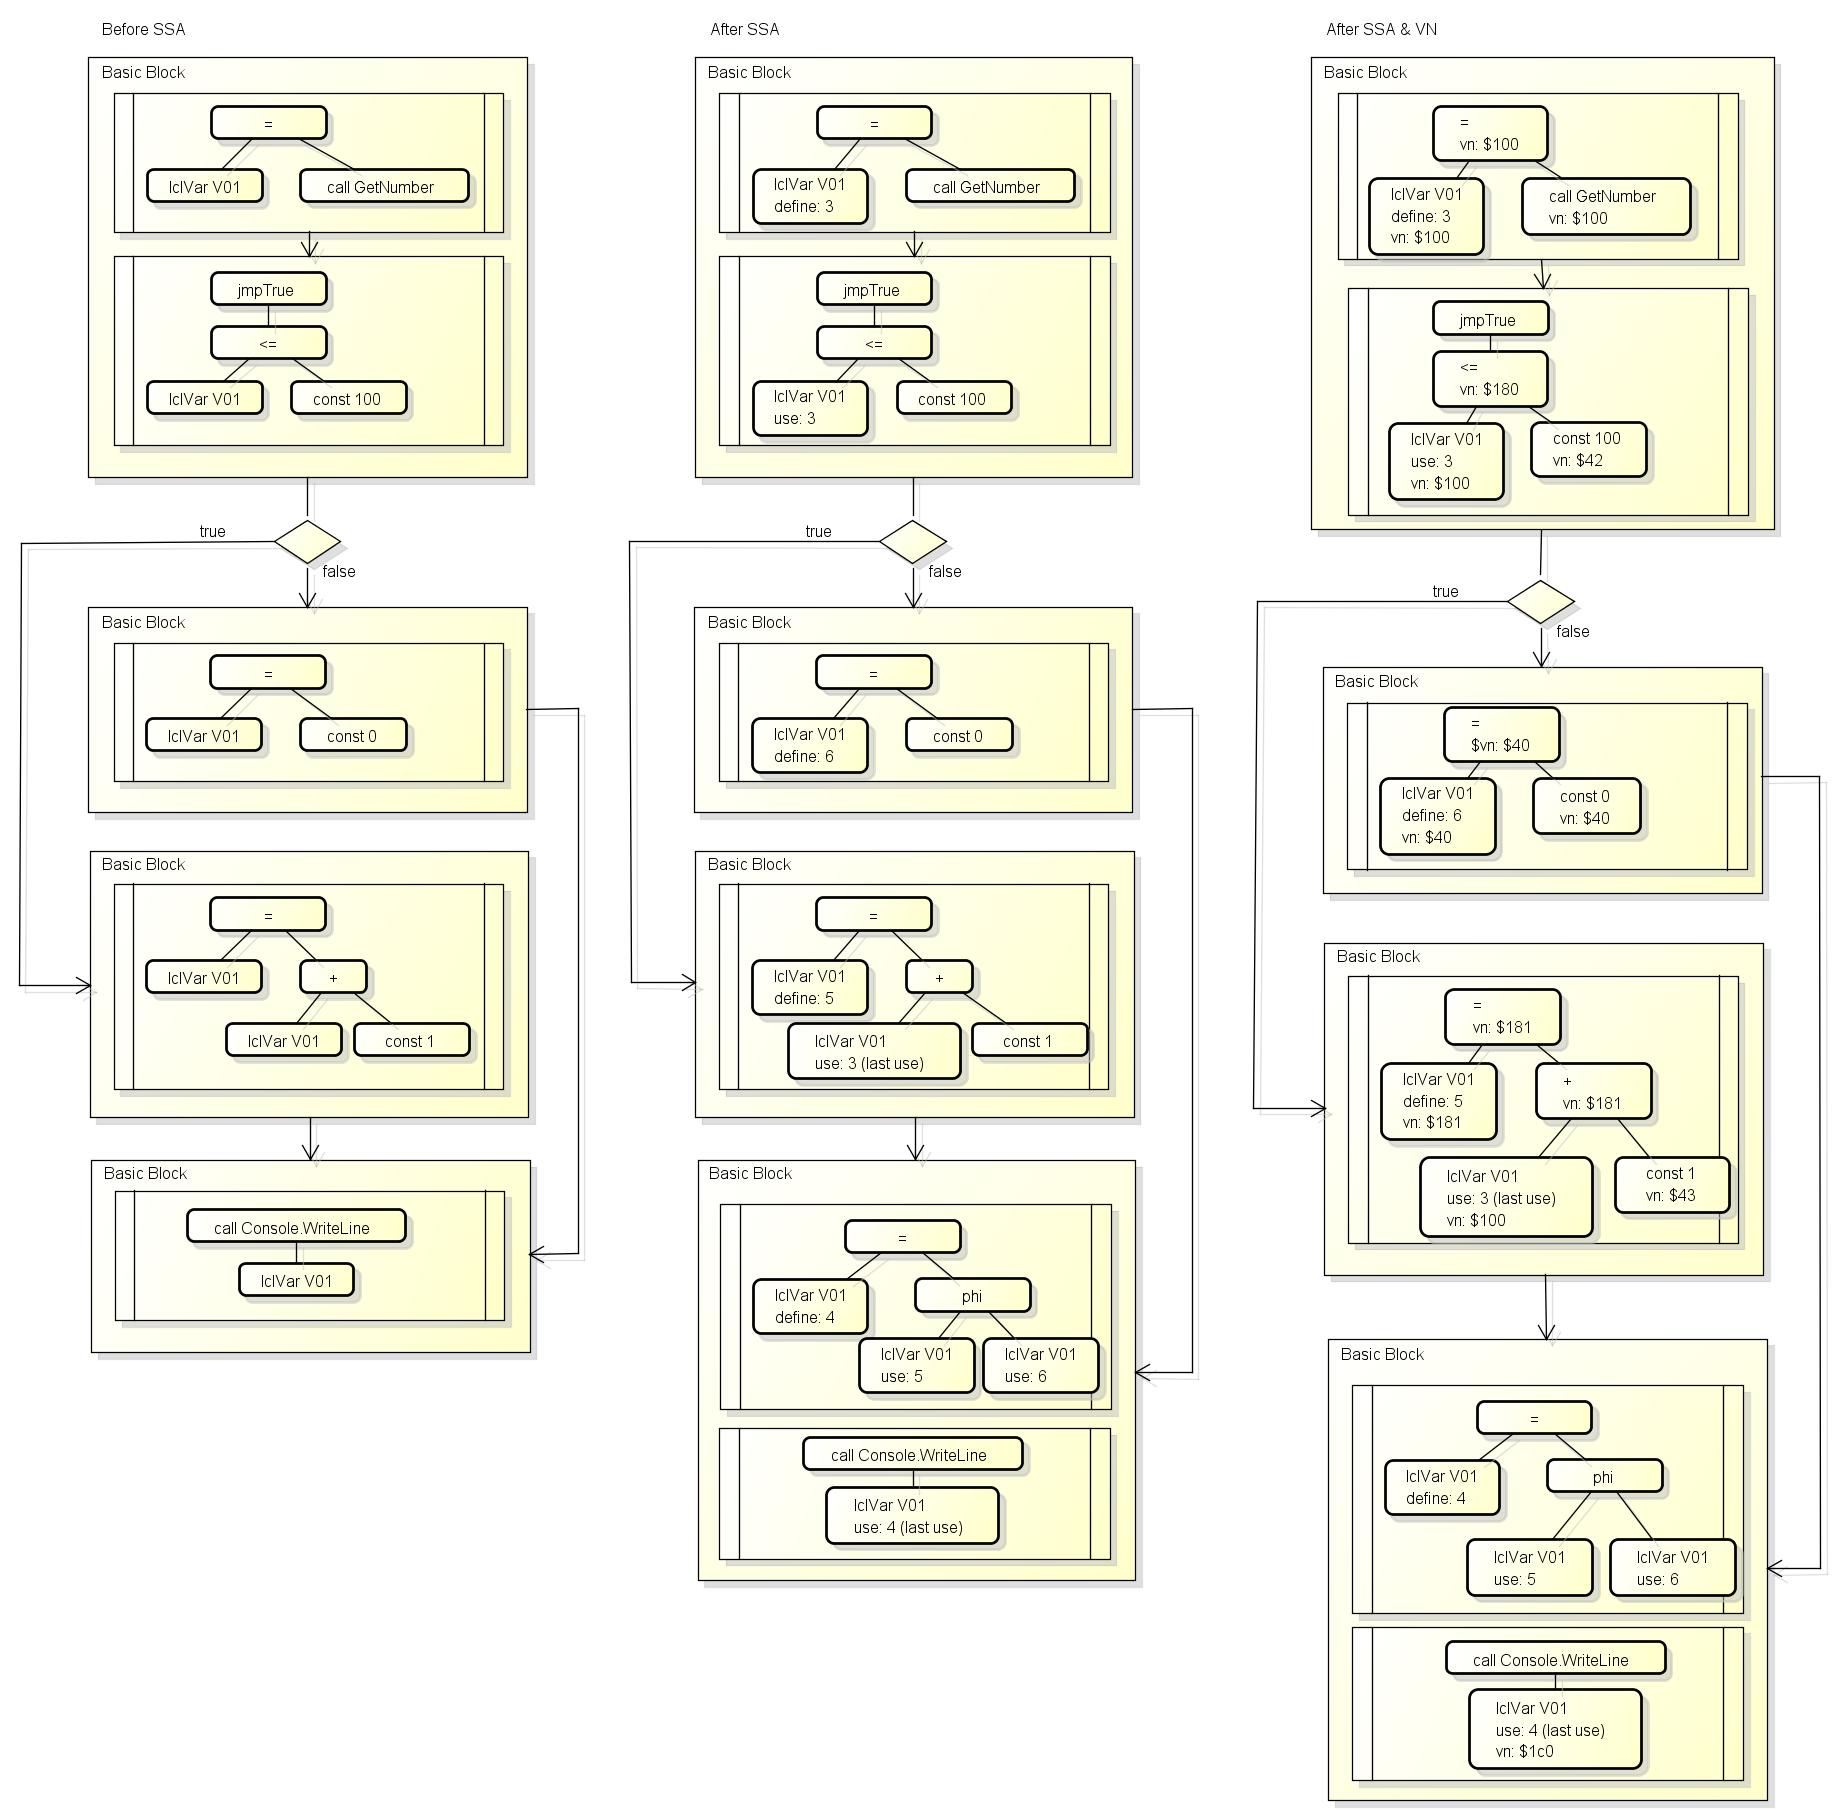 Before SSA
Basic Block
=
lclVar V01
call GetNumber
jmpTrue
<=
lclVar V01
const 100
true
false
Basic Block
=
lclVar V01
const 0
Basic Block
=
lclVar V01
+
lclVar V01
const 1
Basic Block
call Console.WriteLine
lclVar V01
After SSA
Basic Block
=
lclVar V01
define: 3
call GetNumber
jmpTrue
<=
lclVar V01
use: 3
const 100
true
false
Basic Block
=
lclVar V01
define: 6
const 0
Basic Block
=
lclVar V01
define: 5
+
lclVar V01
use: 3 (last use)
const 1
Basic Block
=
lclVar V01
define: 4
phi
lclVar V01
use: 5
lclVar V01
use: 6
call Console.WriteLine
lclVar V01
use: 4 (last use)
After SSA & VN
Basic Block
=
vn: $100
lclVar V01
define: 3
vn: $100
call GetNumber
vn: $100
jmpTrue
<=
vn: $180
lclVar V01
use: 3
vn: $100
const 100
vn: $42
true
false
Basic Block
=
$vn: $40
lclVar V01
define: 6
vn: $40
const 0
vn: $40
Basic Block
=
vn: $181
lclVar V01
define: 5
vn: $181
+
vn: $181
lclVar V01
use: 3 (last use)
vn: $100
const 1
vn: $43
Basic Block
=
lclVar V01
define: 4
phi
lclVar V01
use: 5
lclVar V01
use: 6
call Console.WriteLine
lclVar V01
use: 4 (last use)
vn: $1c0